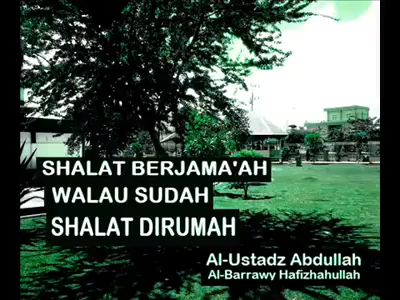 SHALAT BERJAMA'AH
WALAU SUDAH
SHALAT DIRUMAH
Al-Ustadz Abdullah
Al-Barrawy Hafizhahullah